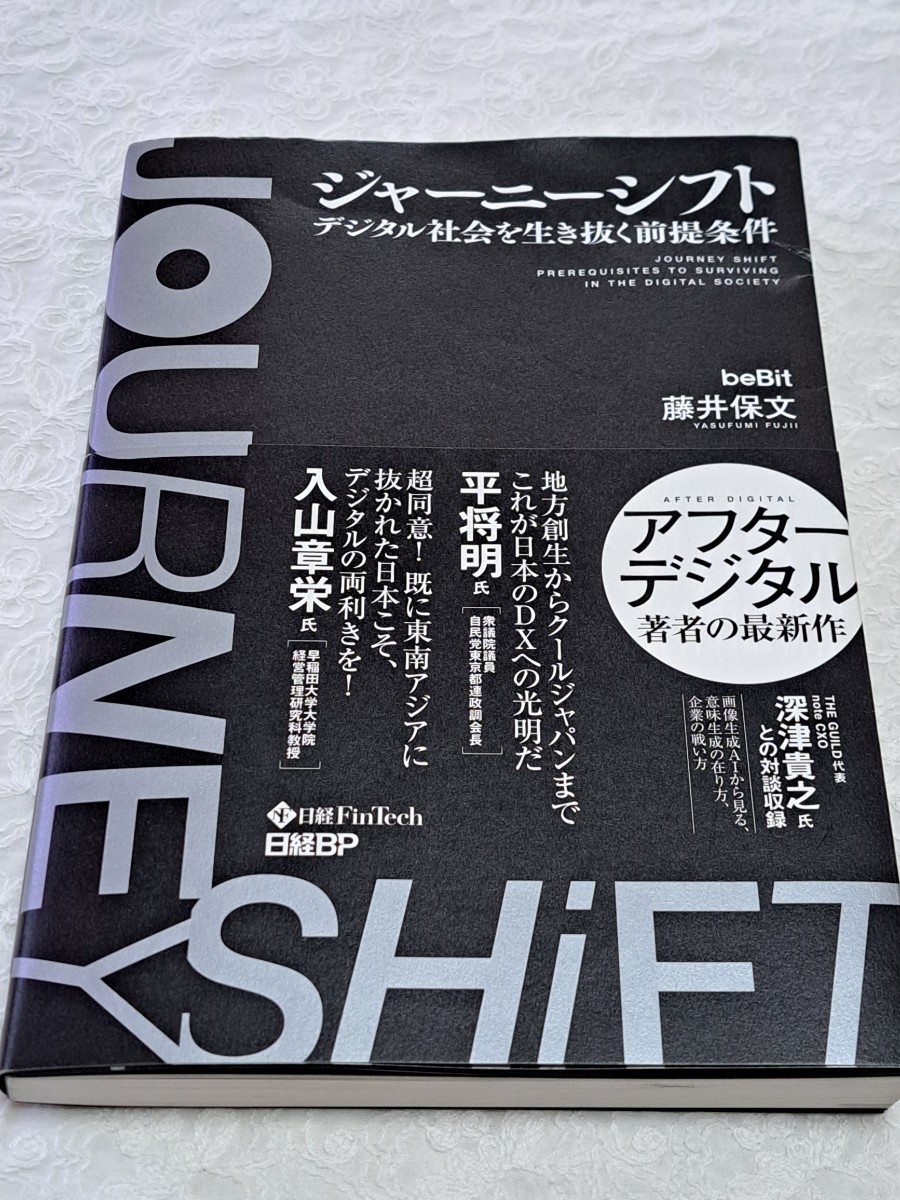 JOURNEY
SHiFT
ジャーニーシフト
デジタル社会を生き抜く前提条件
JOURNEY SHIFT
PREREQUISITES TO SURVIVING
IN THE DIGITAL SOCIETY
beBit
藤井保文
YASUFUMI FUJII
AFTER DIGITAL
アフター
デジタル
著者の最新作
THE GUILD代表
note CXO
深津貴之氏
との対談収録
画像生成AIから見る、
意味生成の在り方、
企業の戦い方
地方創生からクールジャパンまで
これが日本のDXへの光明だ
平将明氏
衆議院議員
自民党東京都連政調会長
超同意！既に東南アジアに
抜かれた日本こそ、
デジタルの両利きを！
入山章栄氏
早稲田大学大学院
経営管理研究科教授
NF 日経FinTech
日経BP